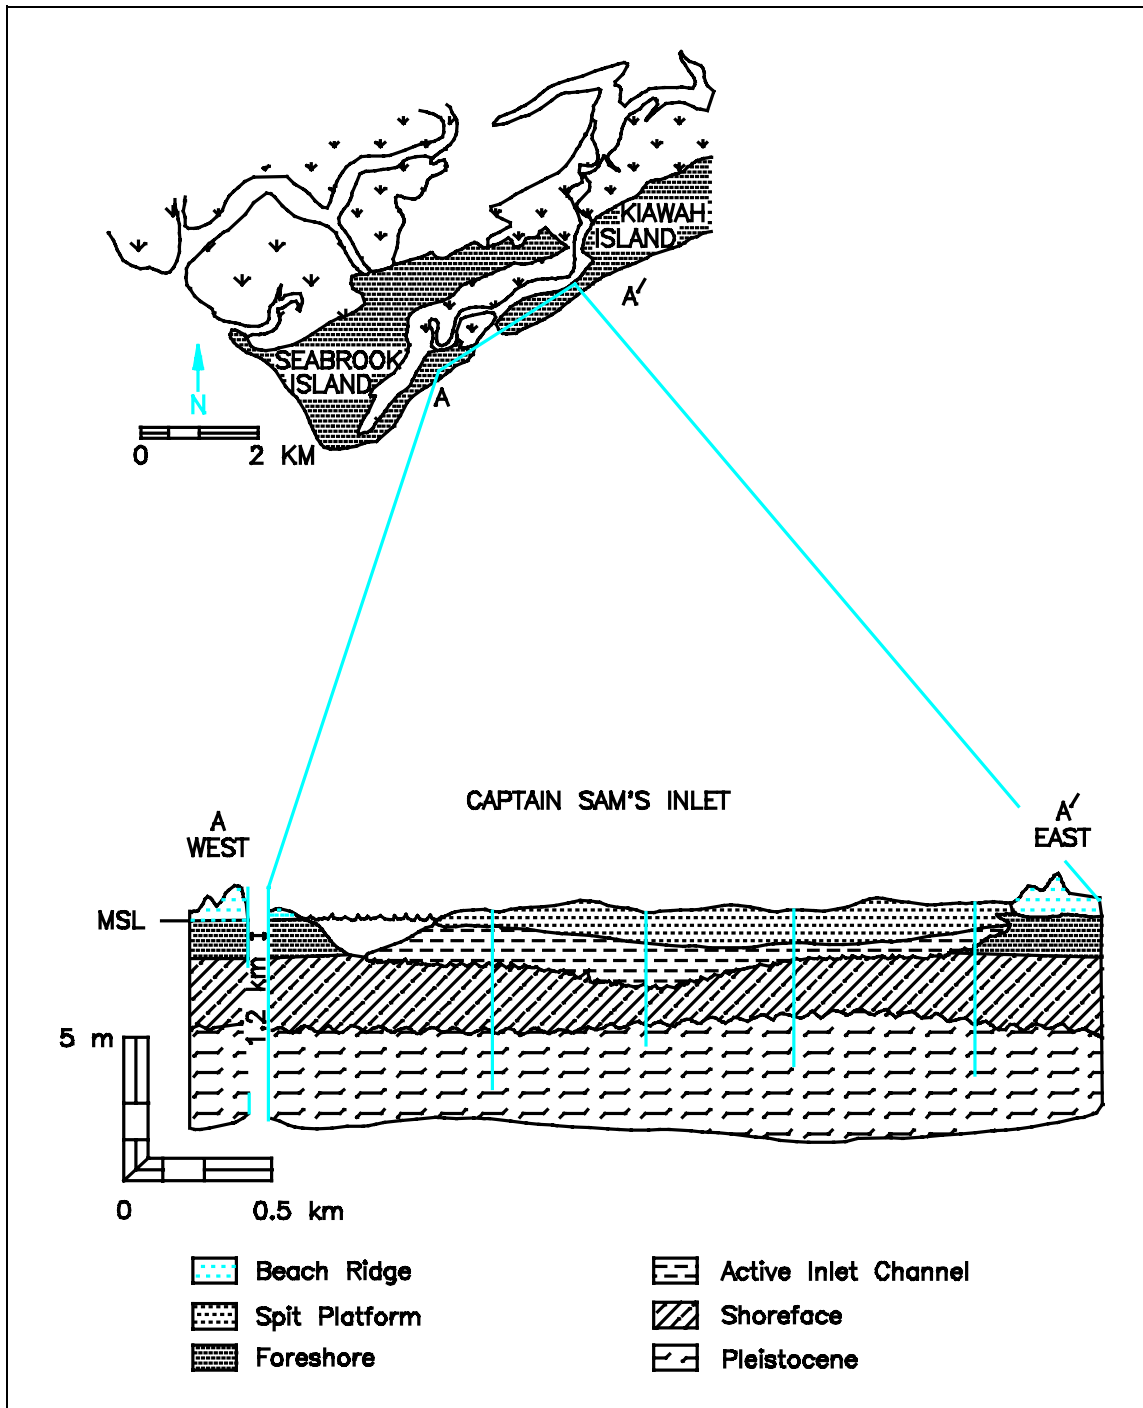 KIAWAH
ISLAND
A′
SEABROOK
ISLAND
A
N
0 2 KM
CAPTAIN SAM'S INLET
A
WEST
A′
EAST
MSL
1.2 km
5 m
0 0.5 km
Beach Ridge
Spit Platform
Foreshore
Active Inlet Channel
Shoreface
Pleistocene